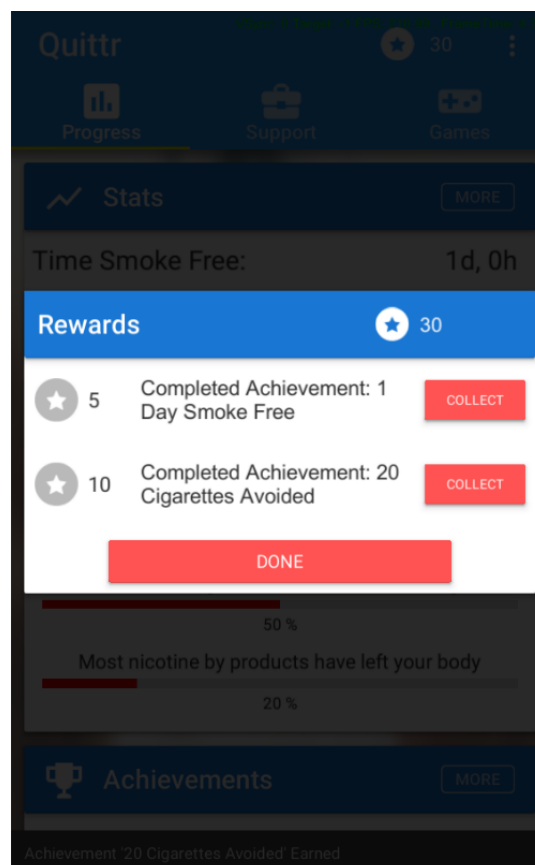 Quittr
30
Progress
Support
Games
Stats
MORE
Time Smoke Free:
1d, 0h
Rewards
30
5
Completed Achievement: 1
Day Smoke Free
COLLECT
10
Completed Achievement: 20
Cigarettes Avoided
COLLECT
DONE
50 %
Most nicotine by products have left your body
20 %
Achievements
MORE
Achievement '20 Cigarettes Avoided' Earned